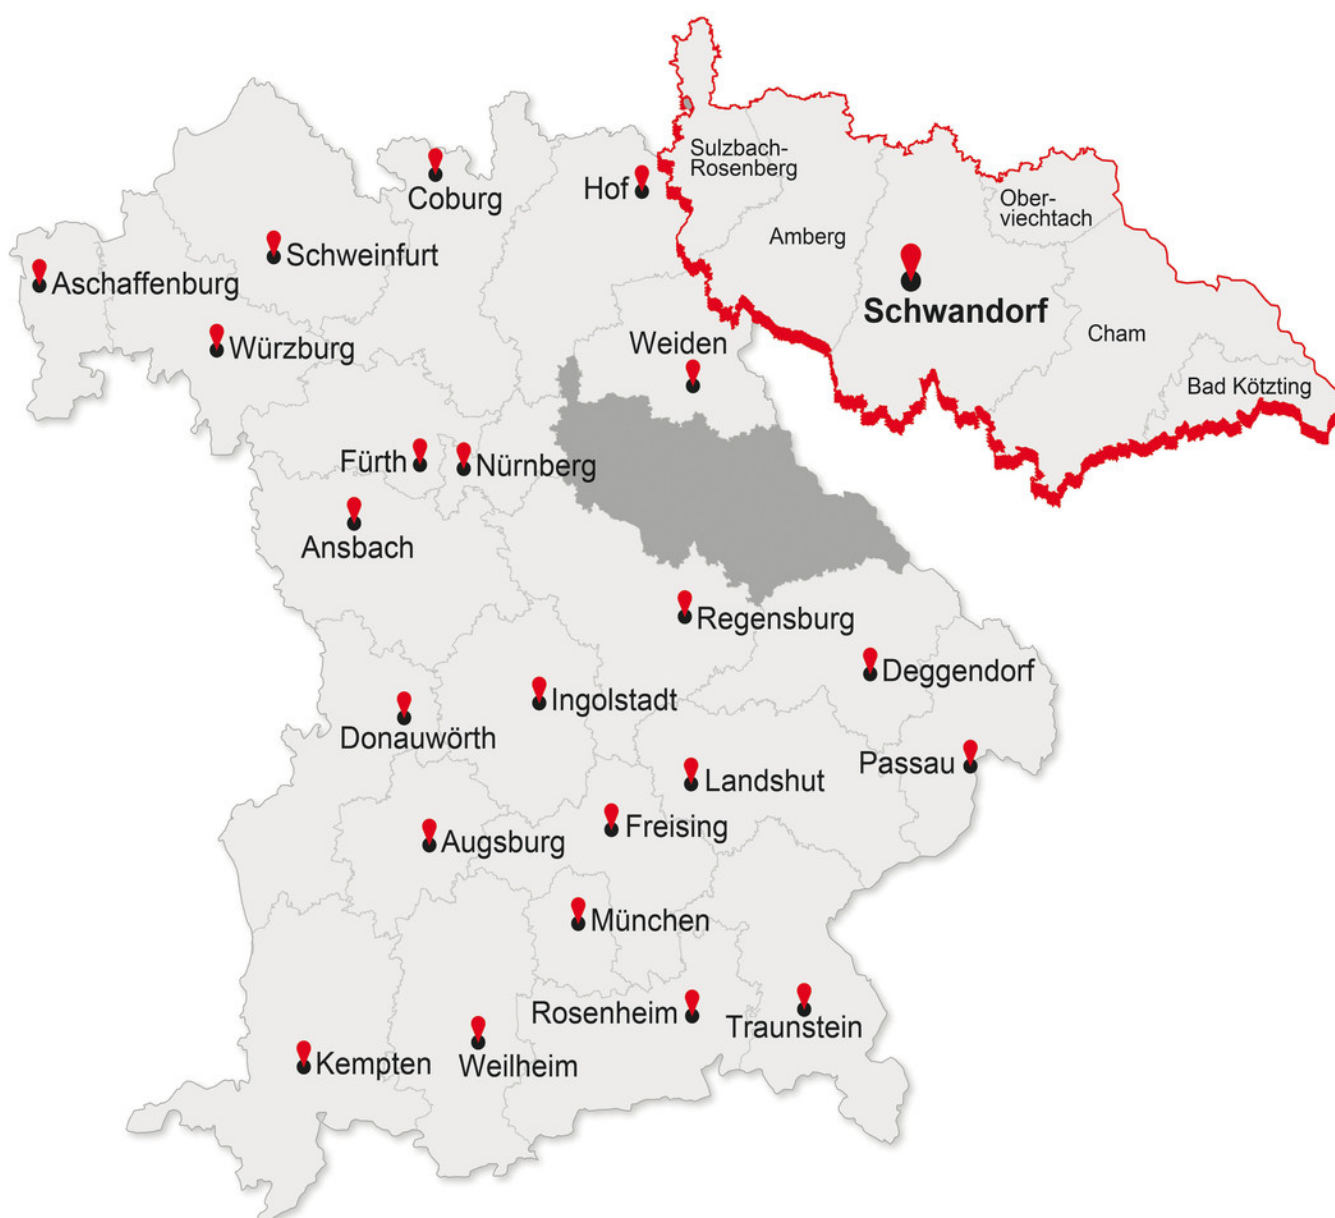 Sulzbach-
Rosenberg
Coburg
Hof
Ober-
viechtach
Amberg
Schweinfurt
Aschaffenburg
Schwandorf
Cham
Würzburg
Weiden
Bad Kötzting
Fürth
Nürnberg
Ansbach
Regensburg
Deggendorf
Ingolstadt
Donauwörth
Passau
Landshut
Freising
Augsburg
München
Rosenheim
Traunstein
Kempten
Weilheim